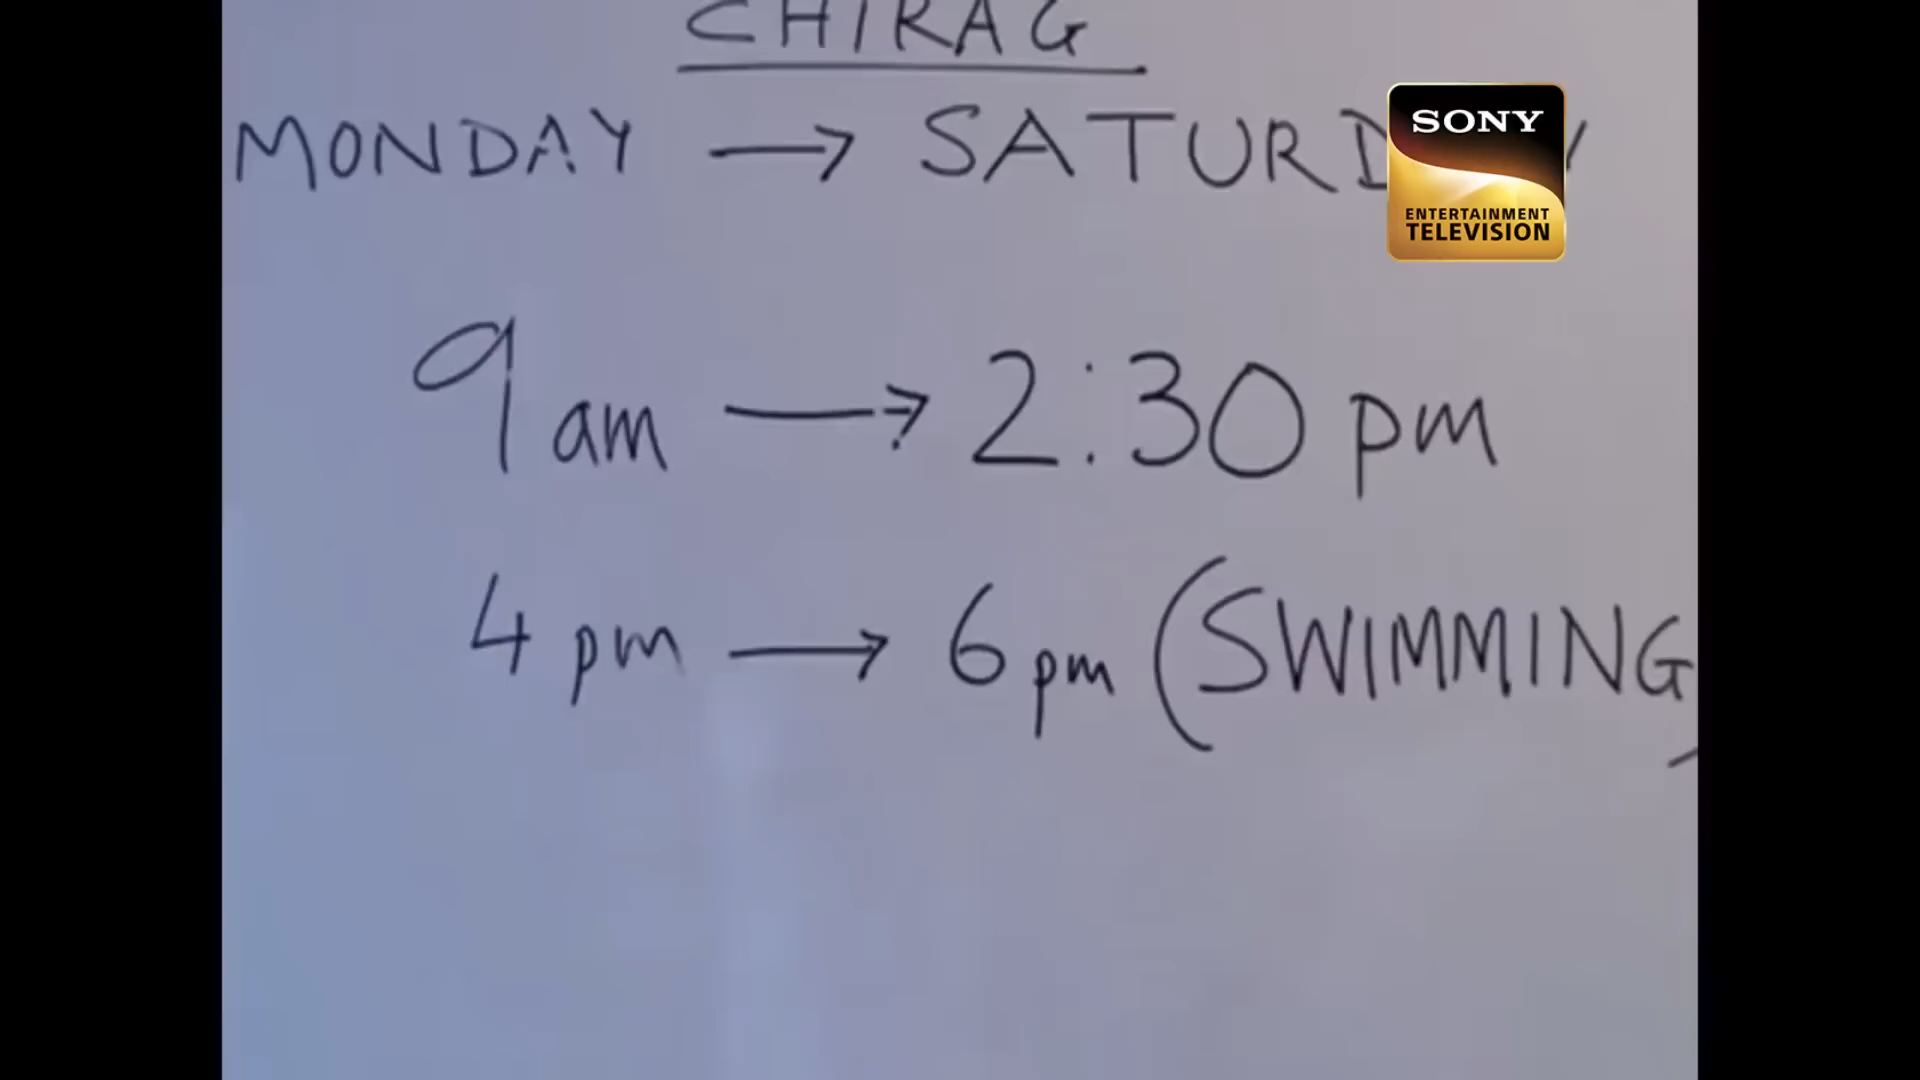 CHIRAG
MONDAY → SATURD
SONY
ENTERTAINMENT
TELEVISION
9 am → 2:30 pm
4 pm → 6 pm (SWIMMING)